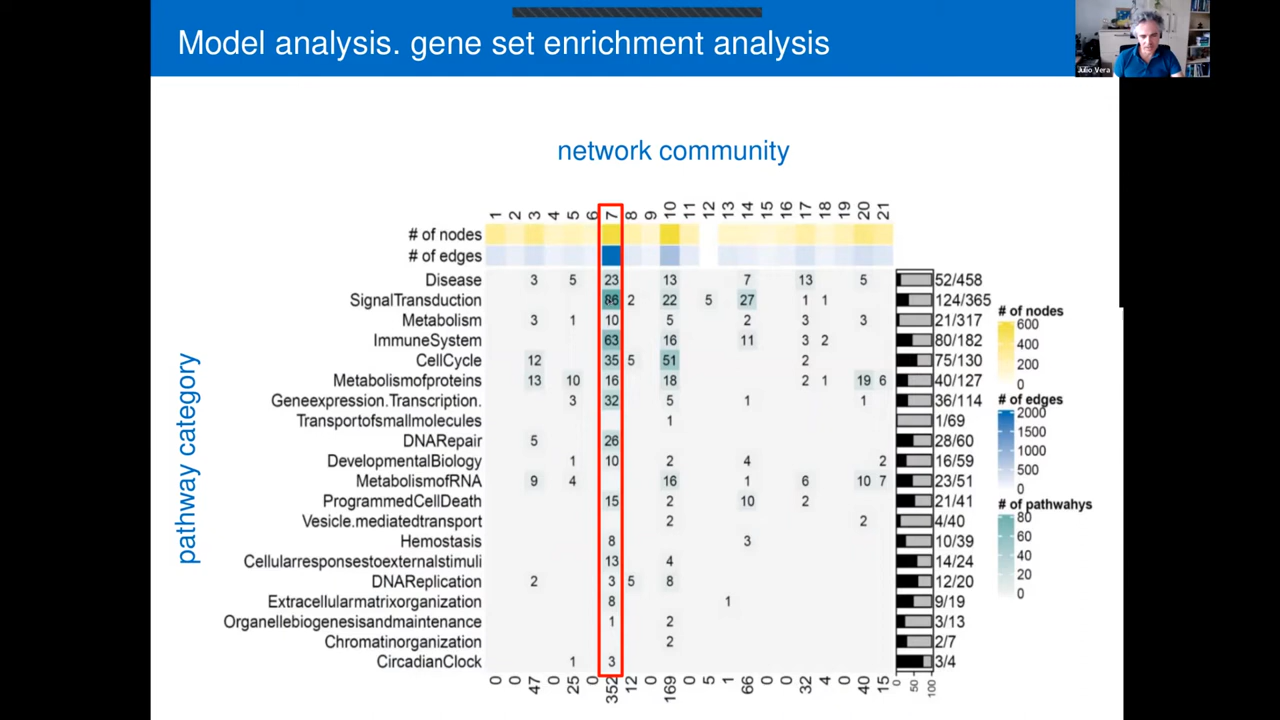 Model analysis. gene set enrichment analysis
Julio Vera
network community
1 2 3 4 5 6 7 8 9 10 11 12 13 14 15 16 17 18 19 20 21
# of nodes
# of edges
Disease 3 5 23 13 7 13 5 52/458
SignalTransduction 86 2 22 5 27 1 1 124/365
Metabolism 3 1 10 5 2 3 3 21/317
ImmuneSystem 63 16 11 3 2 80/182
CellCycle 12 35 5 51 2 75/130
Metabolismofproteins 13 10 16 18 2 1 19 6 40/127
Geneexpression.Transcription. 3 32 5 1 1 36/114
Transportofsmallmolecules 1 1/69
DNARepair 5 26 28/60
DevelopmentalBiology 1 10 2 4 2 16/59
MetabolismofRNA 9 4 16 1 6 10 7 23/51
ProgrammedCellDeath 15 2 10 2 21/41
Vesicle.mediatedtransport 2 2 4/40
Hemostasis 8 3 10/39
Cellularresponsestoexternalstimuli 13 4 14/24
DNAReplication 2 3 5 8 12/20
Extracellularmatrixorganization 8 1 9/19
Organellebiogenesisandmaintenance 1 2 3/13
Chromatinorganization 2 2/7
CircadianClock 1 3 3/4
0 0 47 0 25 0 352 12 0 169 0 5 1 66 0 0 32 4 0 40 15
0 50 100
pathway category
# of nodes
600
400
200
0
# of edges
2000
1500
1000
500
0
# of pathwahys
80
60
40
20
0